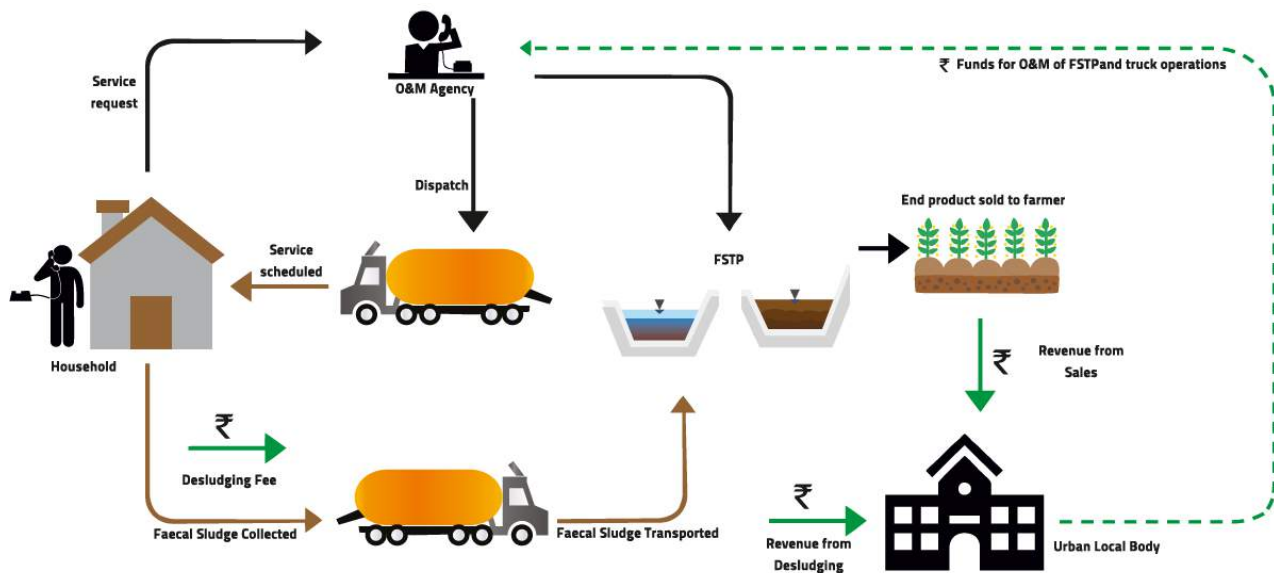 Service
request
O&M Agency
₹ Funds for O&M of FSTPand truck operations
Dispatch
End product sold to farmer
Service
scheduled
FSTP
Household
₹
Revenue from
Sales
₹
Desludging Fee
₹
Faecal Sludge Collected
Faecal Sludge Transported
Revenue from
Desludging
Urban Local Body